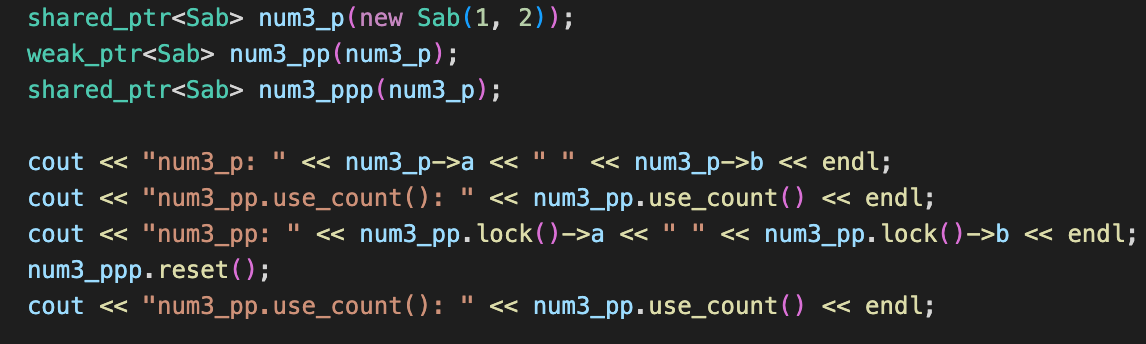 shared_ptr<Sab> num3_p(new Sab(1, 2));
weak_ptr<Sab> num3_pp(num3_p);
shared_ptr<Sab> num3_ppp(num3_p);
cout << "num3_p: " << num3_p->a << " " << num3_p->b << endl;
cout << "num3_pp.use_count(): " << num3_pp.use_count() << endl;
cout << "num3_pp: " << num3_pp.lock()->a << " " << num3_pp.lock()->b << endl;
num3_ppp.reset();
cout << "num3_pp.use_count(): " << num3_pp.use_count() << endl;